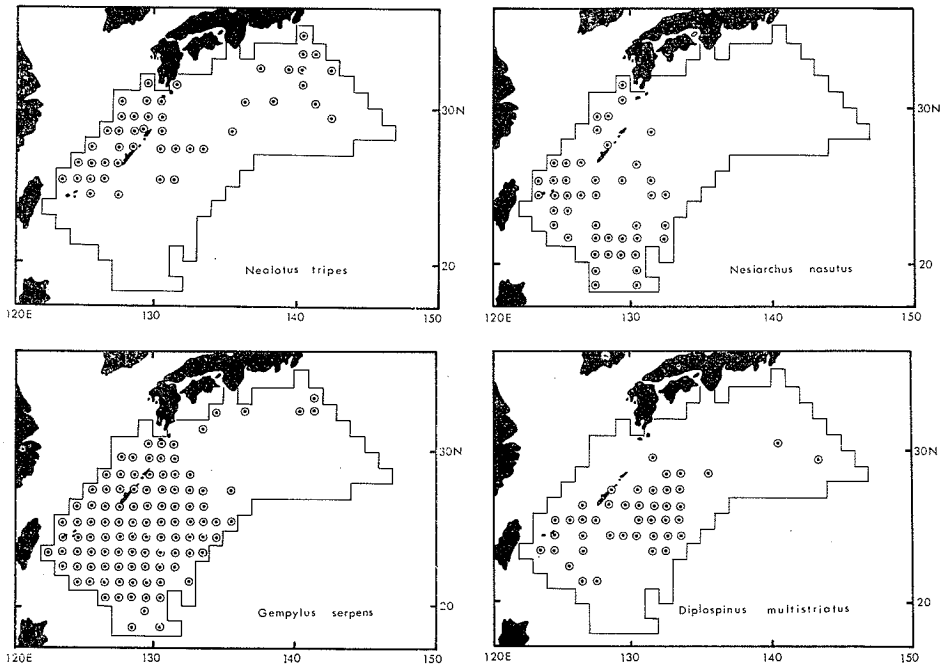 30N
Nealotus tripes
20
120E 130 140 150
30N
Nesiarchus nasutus
20
120E 130 140 150
30N
Gempylus serpens
20
120E 130 140 150
30N
Diplospinus multistriatus
20
120E 130 140 150